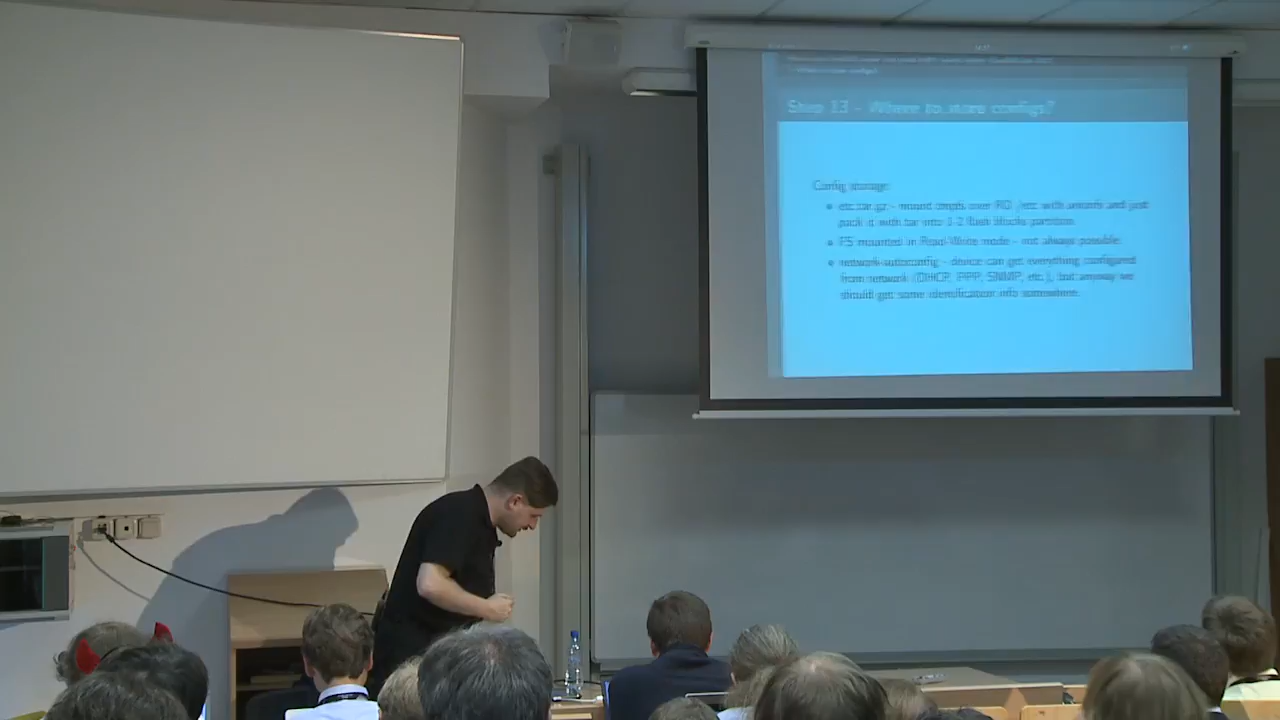 Step 13 - Where to store configs?
Config storage:
etc.tar.gz - mount tmpfs over RO /etc with untar and just
pack it with tar into 1-2 flash blocks partition.
FS mounted in Read-Write mode - not always possible.
network-autoconfig - device can get everything configured
from network (DHCP, PPP, SNMP, etc.), but anyway we
should get some identification info somewhere.